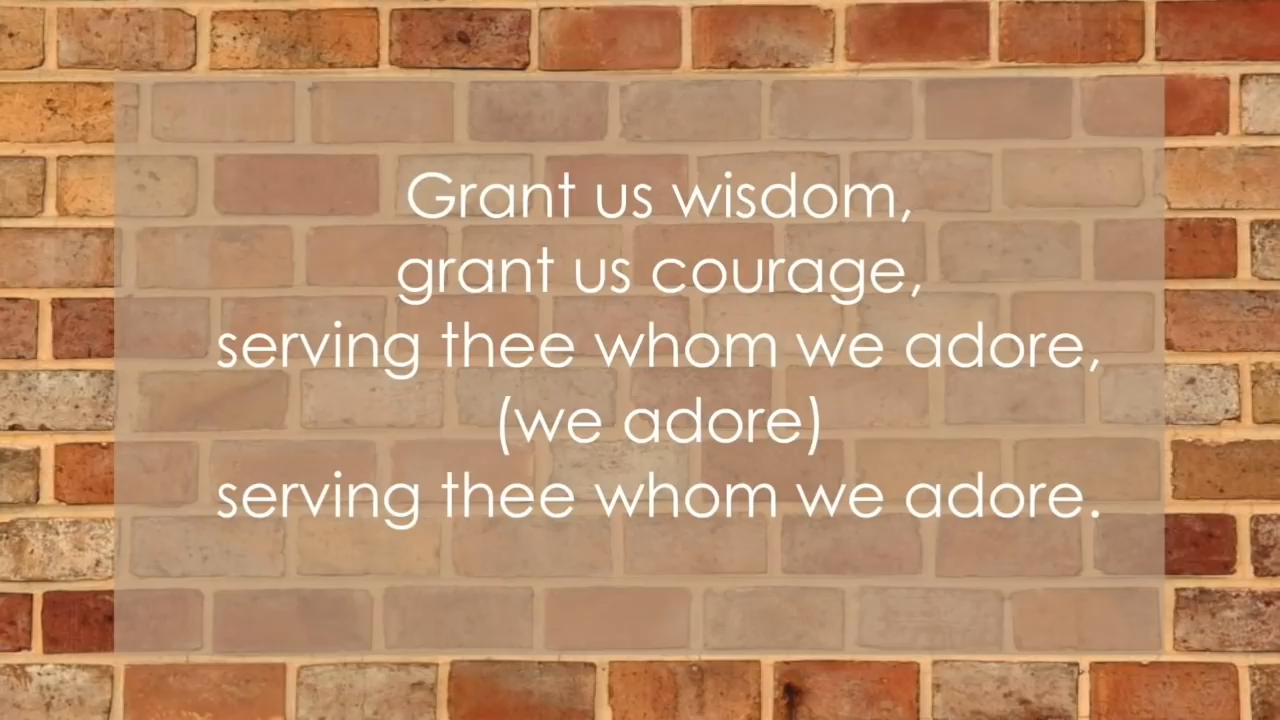 Grant us wisdom,
grant us courage,
serving thee whom we adore,
(we adore)
serving thee whom we adore.